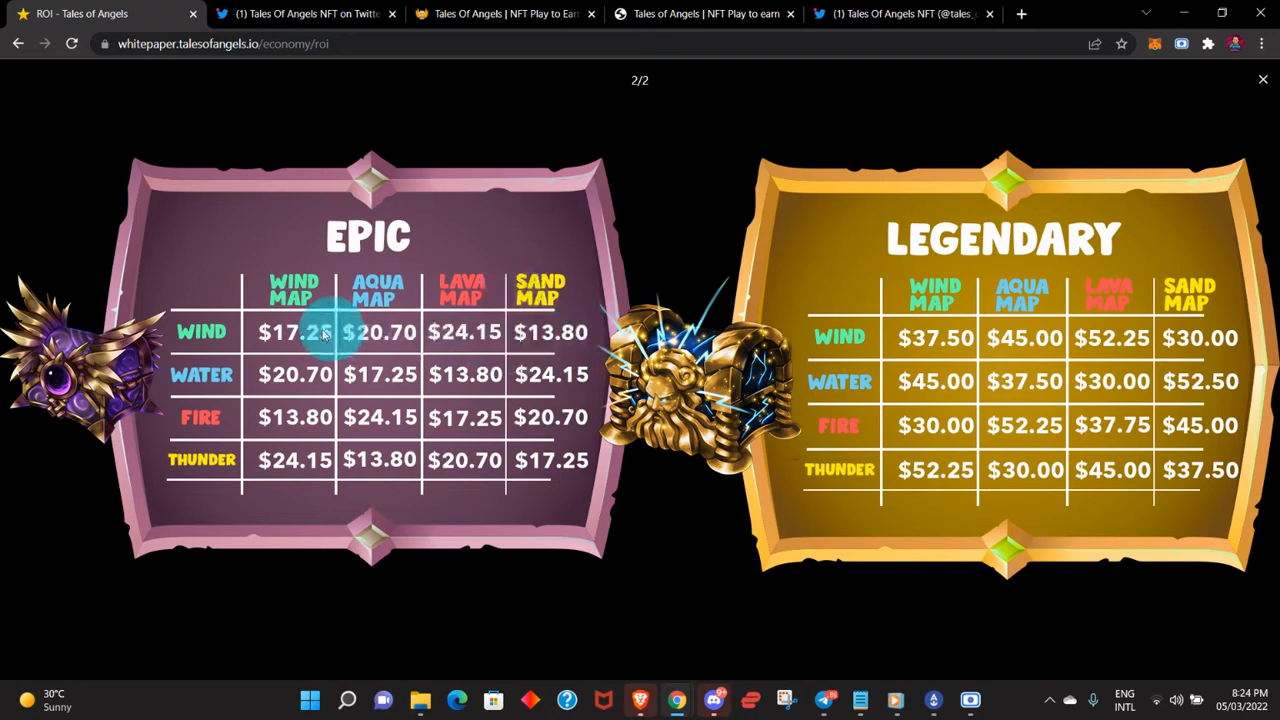 ROI - Tales of Angels
(1) Tales Of Angels NFT on Twitte
Tales Of Angels | NFT Play to Earn
Tales of Angels | NFT Play to earn
(1) Tales Of Angels NFT (@tales_
whitepaper.talesofangels.io/economy/roi
2/2
EPIC
WIND MAP AQUA MAP LAVA MAP SAND MAP
WIND $17.25 $20.70 $24.15 $13.80
WATER $20.70 $17.25 $13.80 $24.15
FIRE $13.80 $24.15 $17.25 $20.70
THUNDER $24.15 $13.80 $20.70 $17.25
LEGENDARY
WIND MAP AQUA MAP LAVA MAP SAND MAP
WIND $37.50 $45.00 $52.25 $30.00
WATER $45.00 $37.50 $30.00 $52.50
FIRE $30.00 $52.25 $37.75 $45.00
THUNDER $52.25 $30.00 $45.00 $37.50
30°C
Sunny
ENG
INTL
8:24 PM
05/03/2022